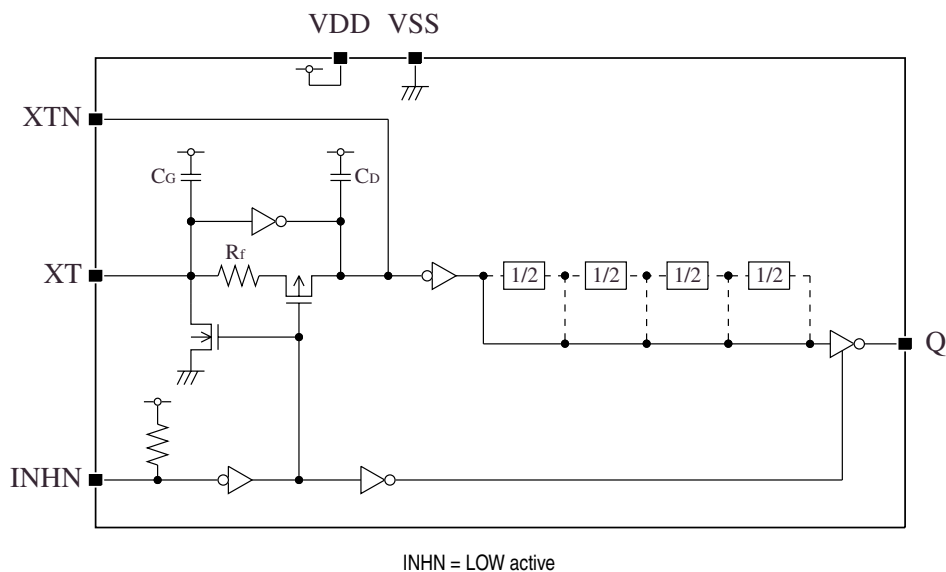 VDD VSS
XTN
CG CD
XT
Rf
1/2 1/2 1/2 1/2
Q
INHN
INHN = LOW active